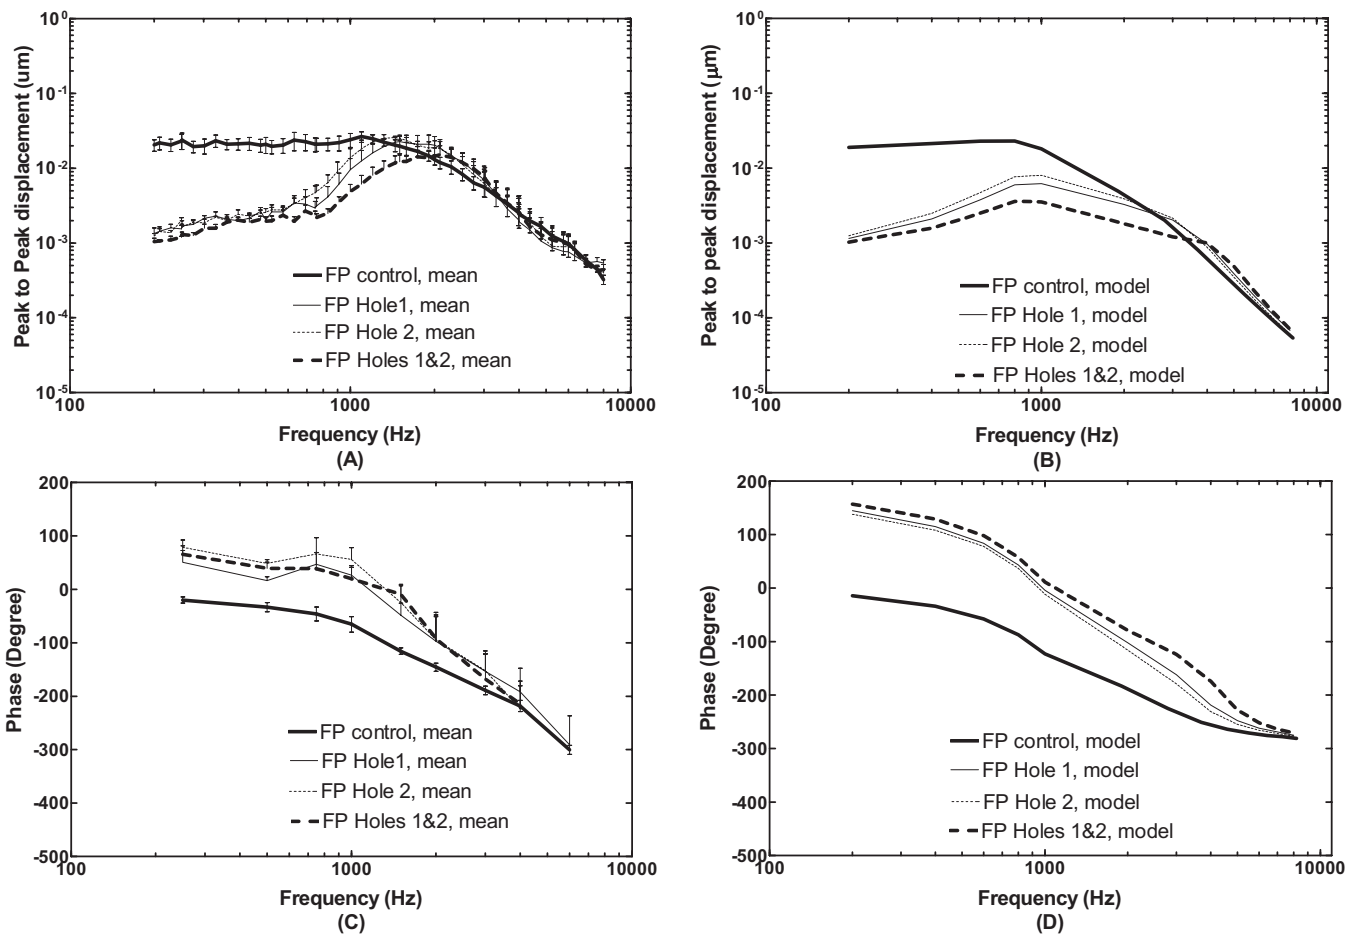 Peak to Peak displacement (um)
10^0
10^-1
10^-2
10^-3
10^-4
10^-5
FP control, mean
FP Hole1, mean
FP Hole 2, mean
FP Holes 1&2, mean
100 1000 10000
Frequency (Hz)
(A)
Peak to peak displacement (μm)
10^0
10^-1
10^-2
10^-3
10^-4
10^-5
FP control, model
FP Hole 1, model
FP Hole 2, model
FP Holes 1&2, model
100 1000 10000
Frequency (Hz)
(B)
Phase (Degree)
200
100
0
-100
-200
-300
-400
-500
FP control, mean
FP Hole1, mean
FP Hole 2, mean
FP Holes 1&2, mean
100 1000 10000
Frequency (Hz)
(C)
Phase (Degree)
200
100
0
-100
-200
-300
-400
-500
FP control, model
FP Hole 1, model
FP Hole 2, model
FP Holes 1&2, model
100 1000 10000
Frequency (Hz)
(D)